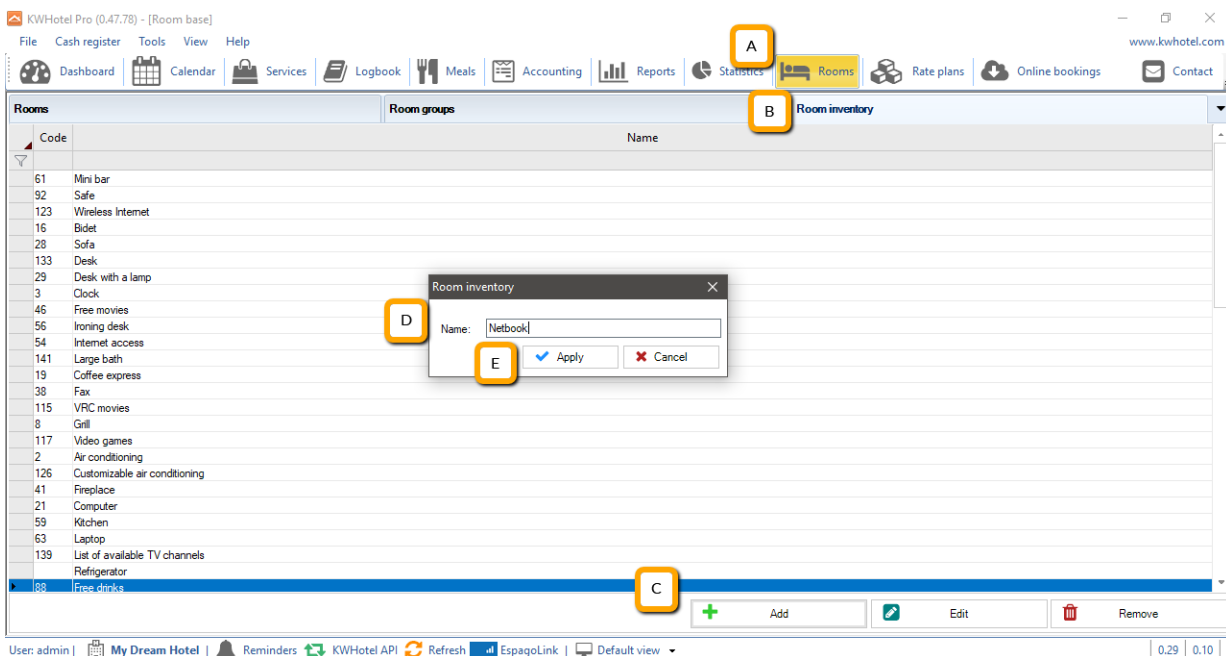 KWHotel Pro (0.47.78) - [Room base]
File Cash register Tools View Help www.kwhotel.com
A
Dashboard Calendar Services Logbook Meals Accounting Reports Statistics Rooms Rate plans Online bookings Contact
B
Rooms Room groups Room inventory
Code Name
61 Mini bar
92 Safe
123 Wireless Internet
16 Bidet
28 Sofa
133 Desk
29 Desk with a lamp
3 Clock
46 Free movies
56 Ironing desk
54 Internet access
141 Large bath
19 Coffee express
38 Fax
115 VRC movies
8 Grill
117 Video games
2 Air conditioning
126 Customizable air conditioning
41 Fireplace
21 Computer
59 Kitchen
63 Laptop
139 List of available TV channels
Refrigerator
88 Free drinks
Room inventory
D
Name: Netbook
E
Apply Cancel
C
Add Edit Remove
User: admin | My Dream Hotel | Reminders KWHotel API Refresh EspagoLink | Default view 0.29 0.10